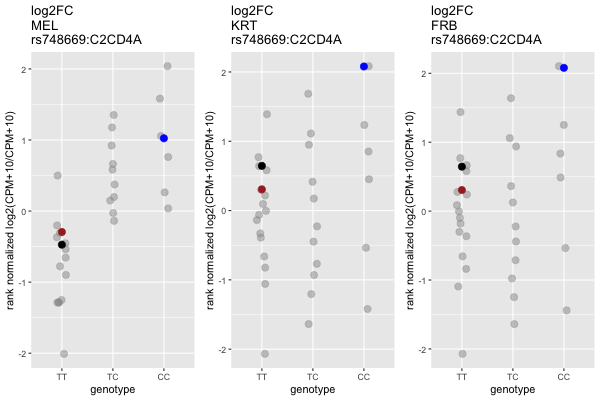 log2FC
MEL
rs748669:C2CD4A
rank normalized log2(CPM+10/CPM+10)
2
1
0
-1
-2
TT
TC
CC
genotype
log2FC
KRT
rs748669:C2CD4A
rank normalized log2(CPM+10/CPM+10)
2
1
0
-1
-2
TT
TC
CC
genotype
log2FC
FRB
rs748669:C2CD4A
rank normalized log2(CPM+10/CPM+10)
2
1
0
-1
-2
TT
TC
CC
genotype